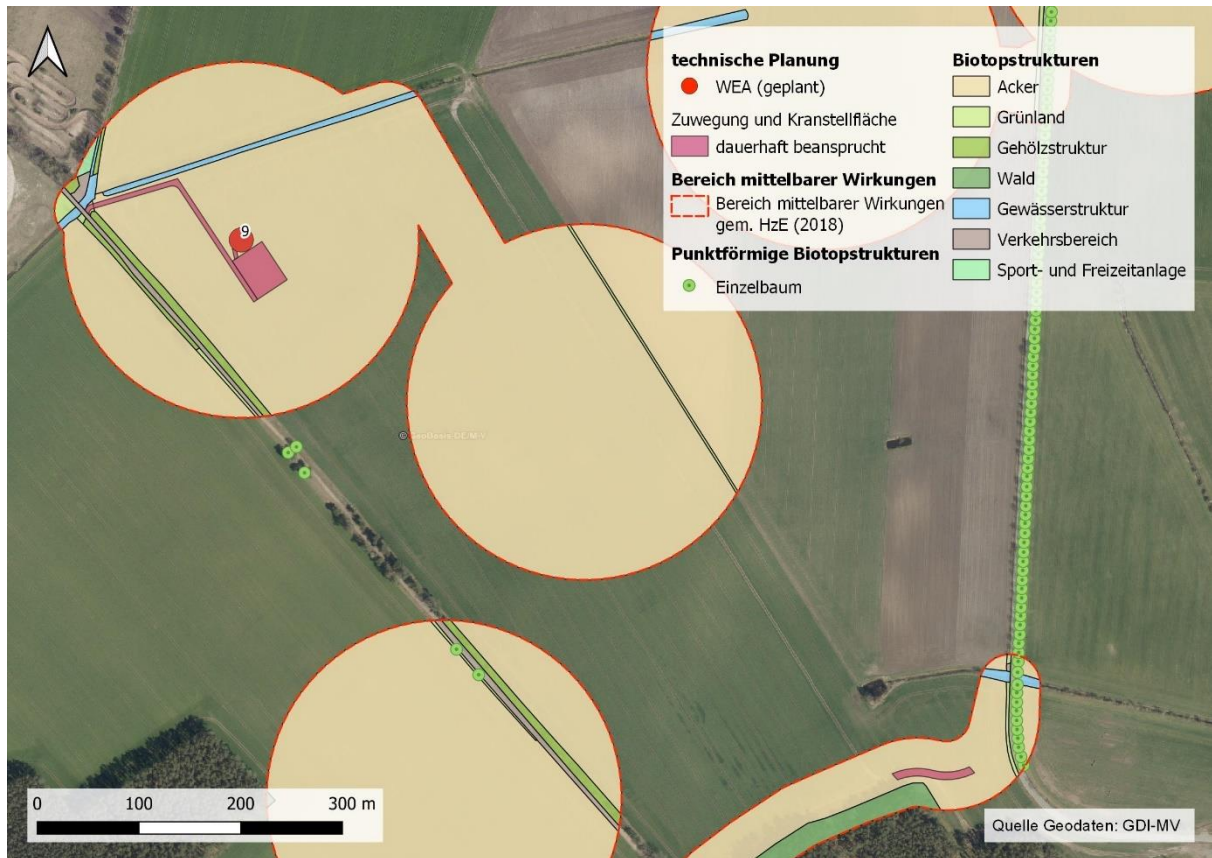 technische Planung
WEA (geplant)
Zuwegung und Kranstellfläche
dauerhaft beansprucht
Bereich mittelbarer Wirkungen
Bereich mittelbarer Wirkungen
gem. HzE (2018)
Punktförmige Biotopstrukturen
Einzelbaum
Biotopstrukturen
Acker
Grünland
Gehölzstruktur
Wald
Gewässerstruktur
Verkehrsbereich
Sport- und Freizeitanlage
9
© GeoBasis-DE/M-V
0 100 200 300 m
Quelle Geodaten: GDI-MV